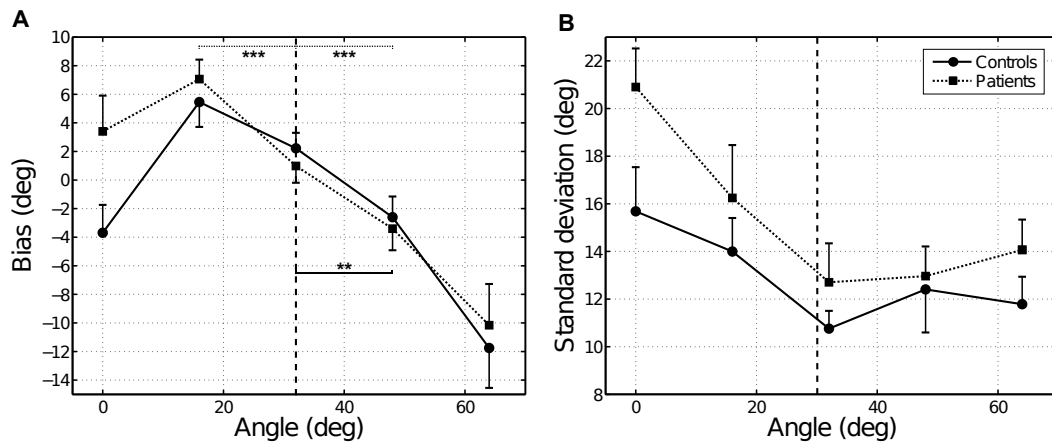 A
10
8
6
4
2
0
−2
−4
−6
−8
−10
−12
−14
Bias (deg)
*** ***
**
0 20 40 60
Angle (deg)
B
22
20
18
16
14
12
10
8
Standard deviation (deg)
Controls
Patients
0 20 40 60
Angle (deg)